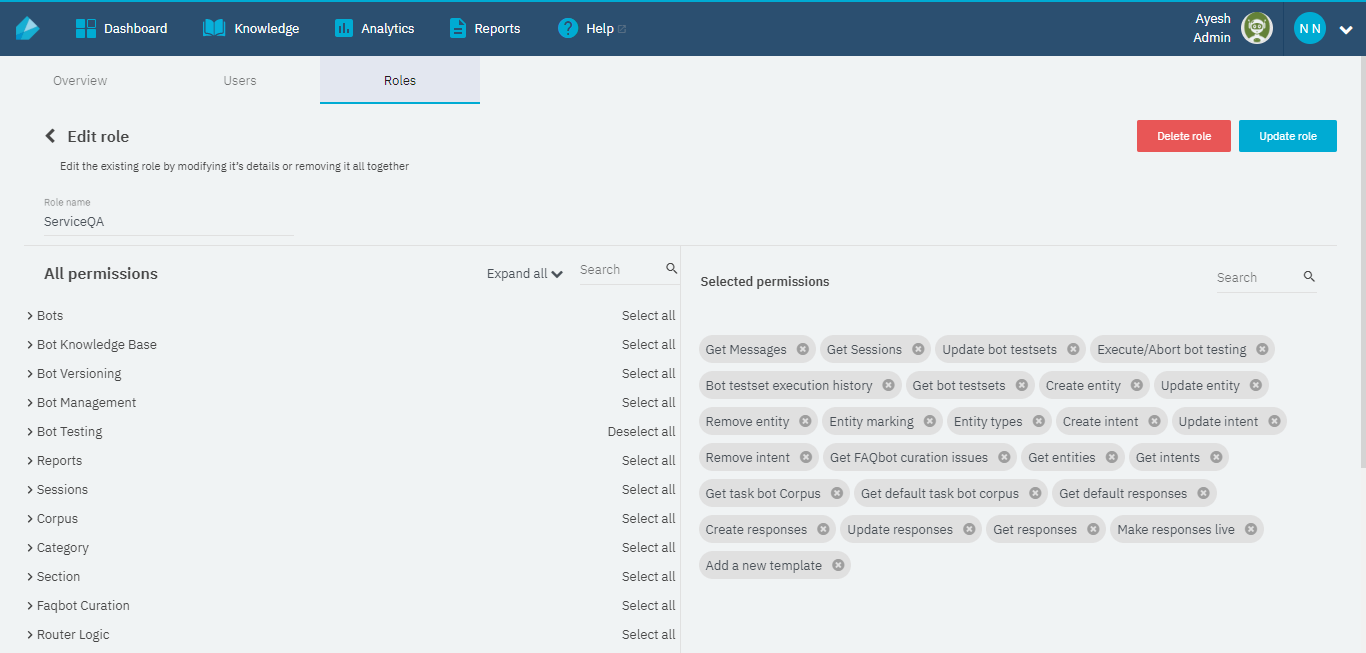 Dashboard
Knowledge
Analytics
Reports
Help
Ayesh
Admin
N N
Overview
Users
Roles
Edit role
Delete role
Update role
Edit the existing role by modifying it's details or removing it all together
Role name
ServiceQA
All permissions
Expand all
Search
Bots
Select all
Bot Knowledge Base
Select all
Bot Versioning
Select all
Bot Management
Select all
Bot Testing
Deselect all
Reports
Select all
Sessions
Select all
Corpus
Select all
Category
Select all
Section
Select all
Faqbot Curation
Select all
Router Logic
Select all
Selected permissions
Search
Get Messages
Get Sessions
Update bot testsets
Execute/Abort bot testing
Bot testset execution history
Get bot testsets
Create entity
Update entity
Remove entity
Entity marking
Entity types
Create intent
Update intent
Remove intent
Get FAQbot curation issues
Get entities
Get intents
Get task bot Corpus
Get default task bot corpus
Get default responses
Create responses
Update responses
Get responses
Make responses live
Add a new template